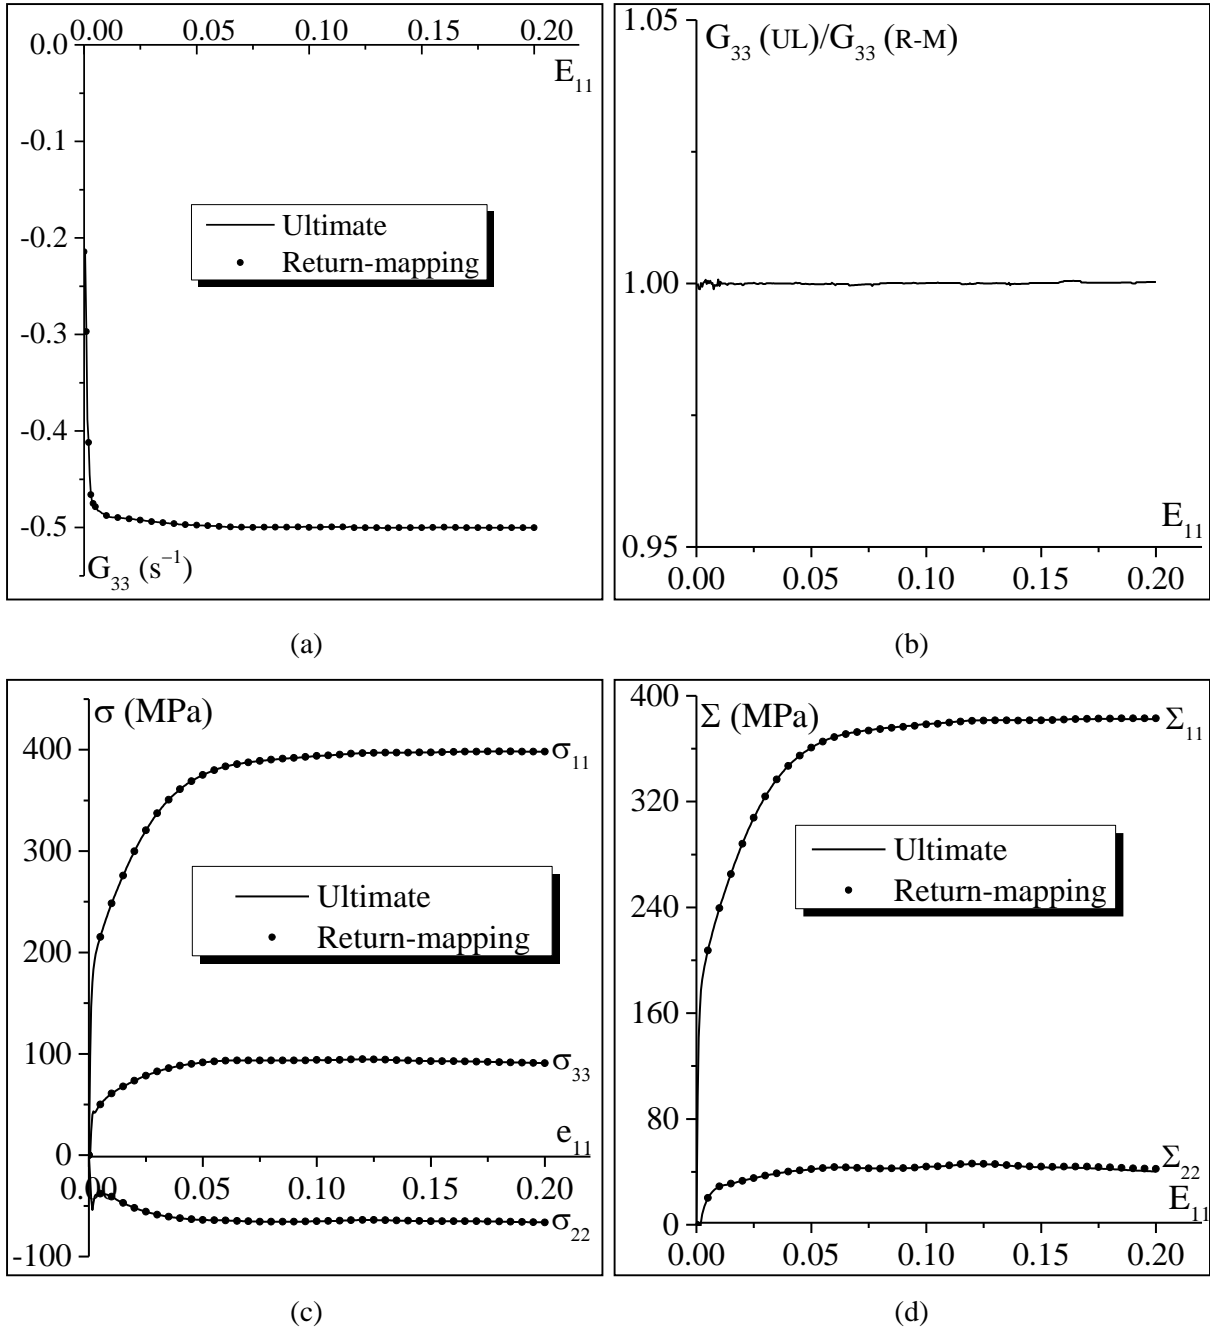 0.00 0.05 0.10 0.15 0.20
0.0
E11
-0.1
-0.2
Ultimate
Return-mapping
-0.3
-0.4
-0.5
G33 (s−1)
(a)
1.05
G33 (UL)/G33 (R-M)
1.00
E11
0.95
0.00 0.05 0.10 0.15 0.20
(b)
σ (MPa)
400
σ11
300
Ultimate
Return-mapping
200
100
σ33
e11
0
0.00 0.05 0.10 0.15 0.20
σ22
-100
(c)
400
Σ (MPa)
Σ11
320
Ultimate
Return-mapping
240
160
80
Σ22
E11
0
0.00 0.05 0.10 0.15 0.20
(d)